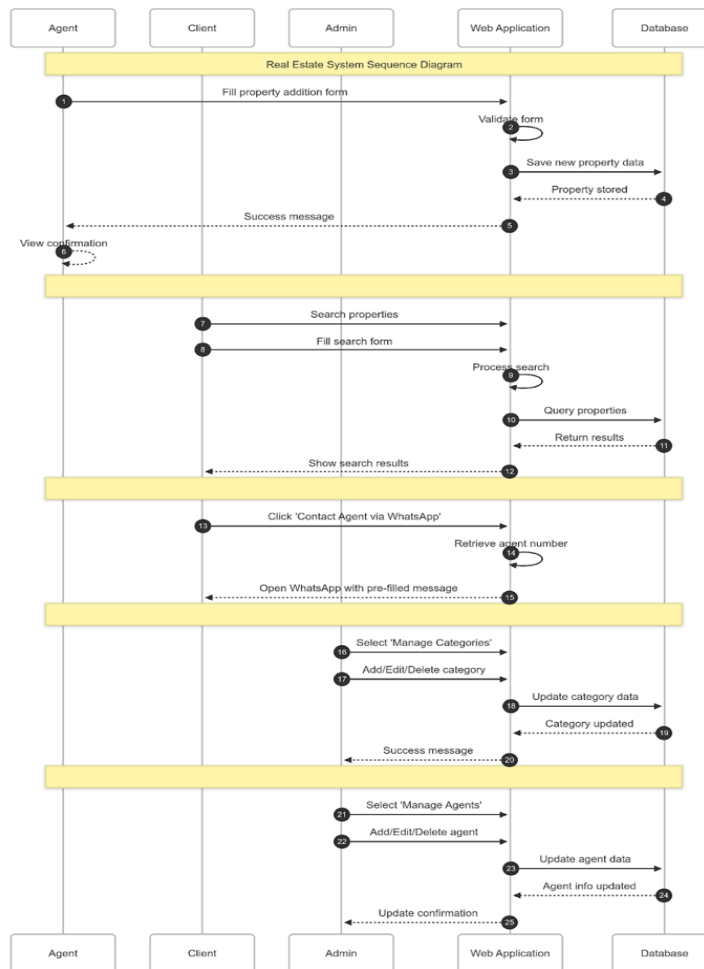 Agent Client Admin Web Application Database
Real Estate System Sequence Diagram
Fill property addition form
1
Validate form
2
Save new property data
3
Property stored
4
Success message
5
View confirmation
6
Search properties
7
Fill search form
8
Process search
9
Query properties
10
Return results
11
Show search results
12
Click 'Contact Agent via WhatsApp'
13
Retrieve agent number
14
Open WhatsApp with pre-filled message
15
Select 'Manage Categories'
16
Add/Edit/Delete category
17
Update category data
18
Category updated
19
Success message
20
Select 'Manage Agents'
21
Add/Edit/Delete agent
22
Update agent data
23
Agent info updated
24
Update confirmation
25
Agent Client Admin Web Application Database